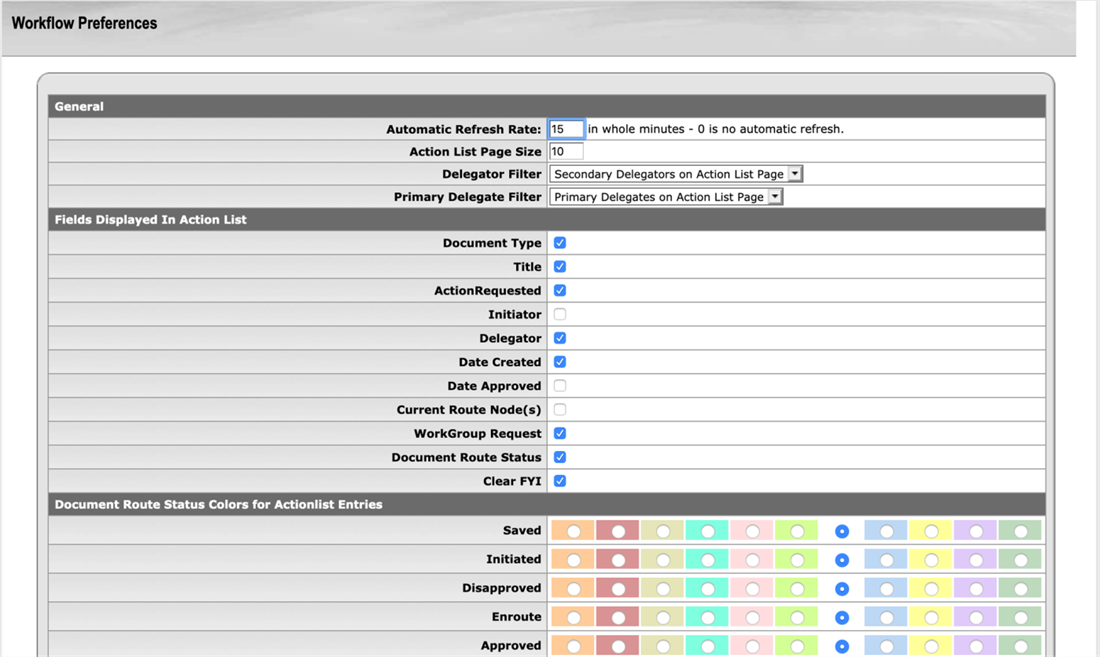 Workflow Preferences
General
Automatic Refresh Rate: 15 in whole minutes - 0 is no automatic refresh.
Action List Page Size 10
Delegator Filter Secondary Delegators on Action List Page
Primary Delegate Filter Primary Delegates on Action List Page
Fields Displayed In Action List
Document Type
Title
ActionRequested
Initiator
Delegator
Date Created
Date Approved
Current Route Node(s)
WorkGroup Request
Document Route Status
Clear FYI
Document Route Status Colors for Actionlist Entries
Saved
Initiated
Disapproved
Enroute
Approved